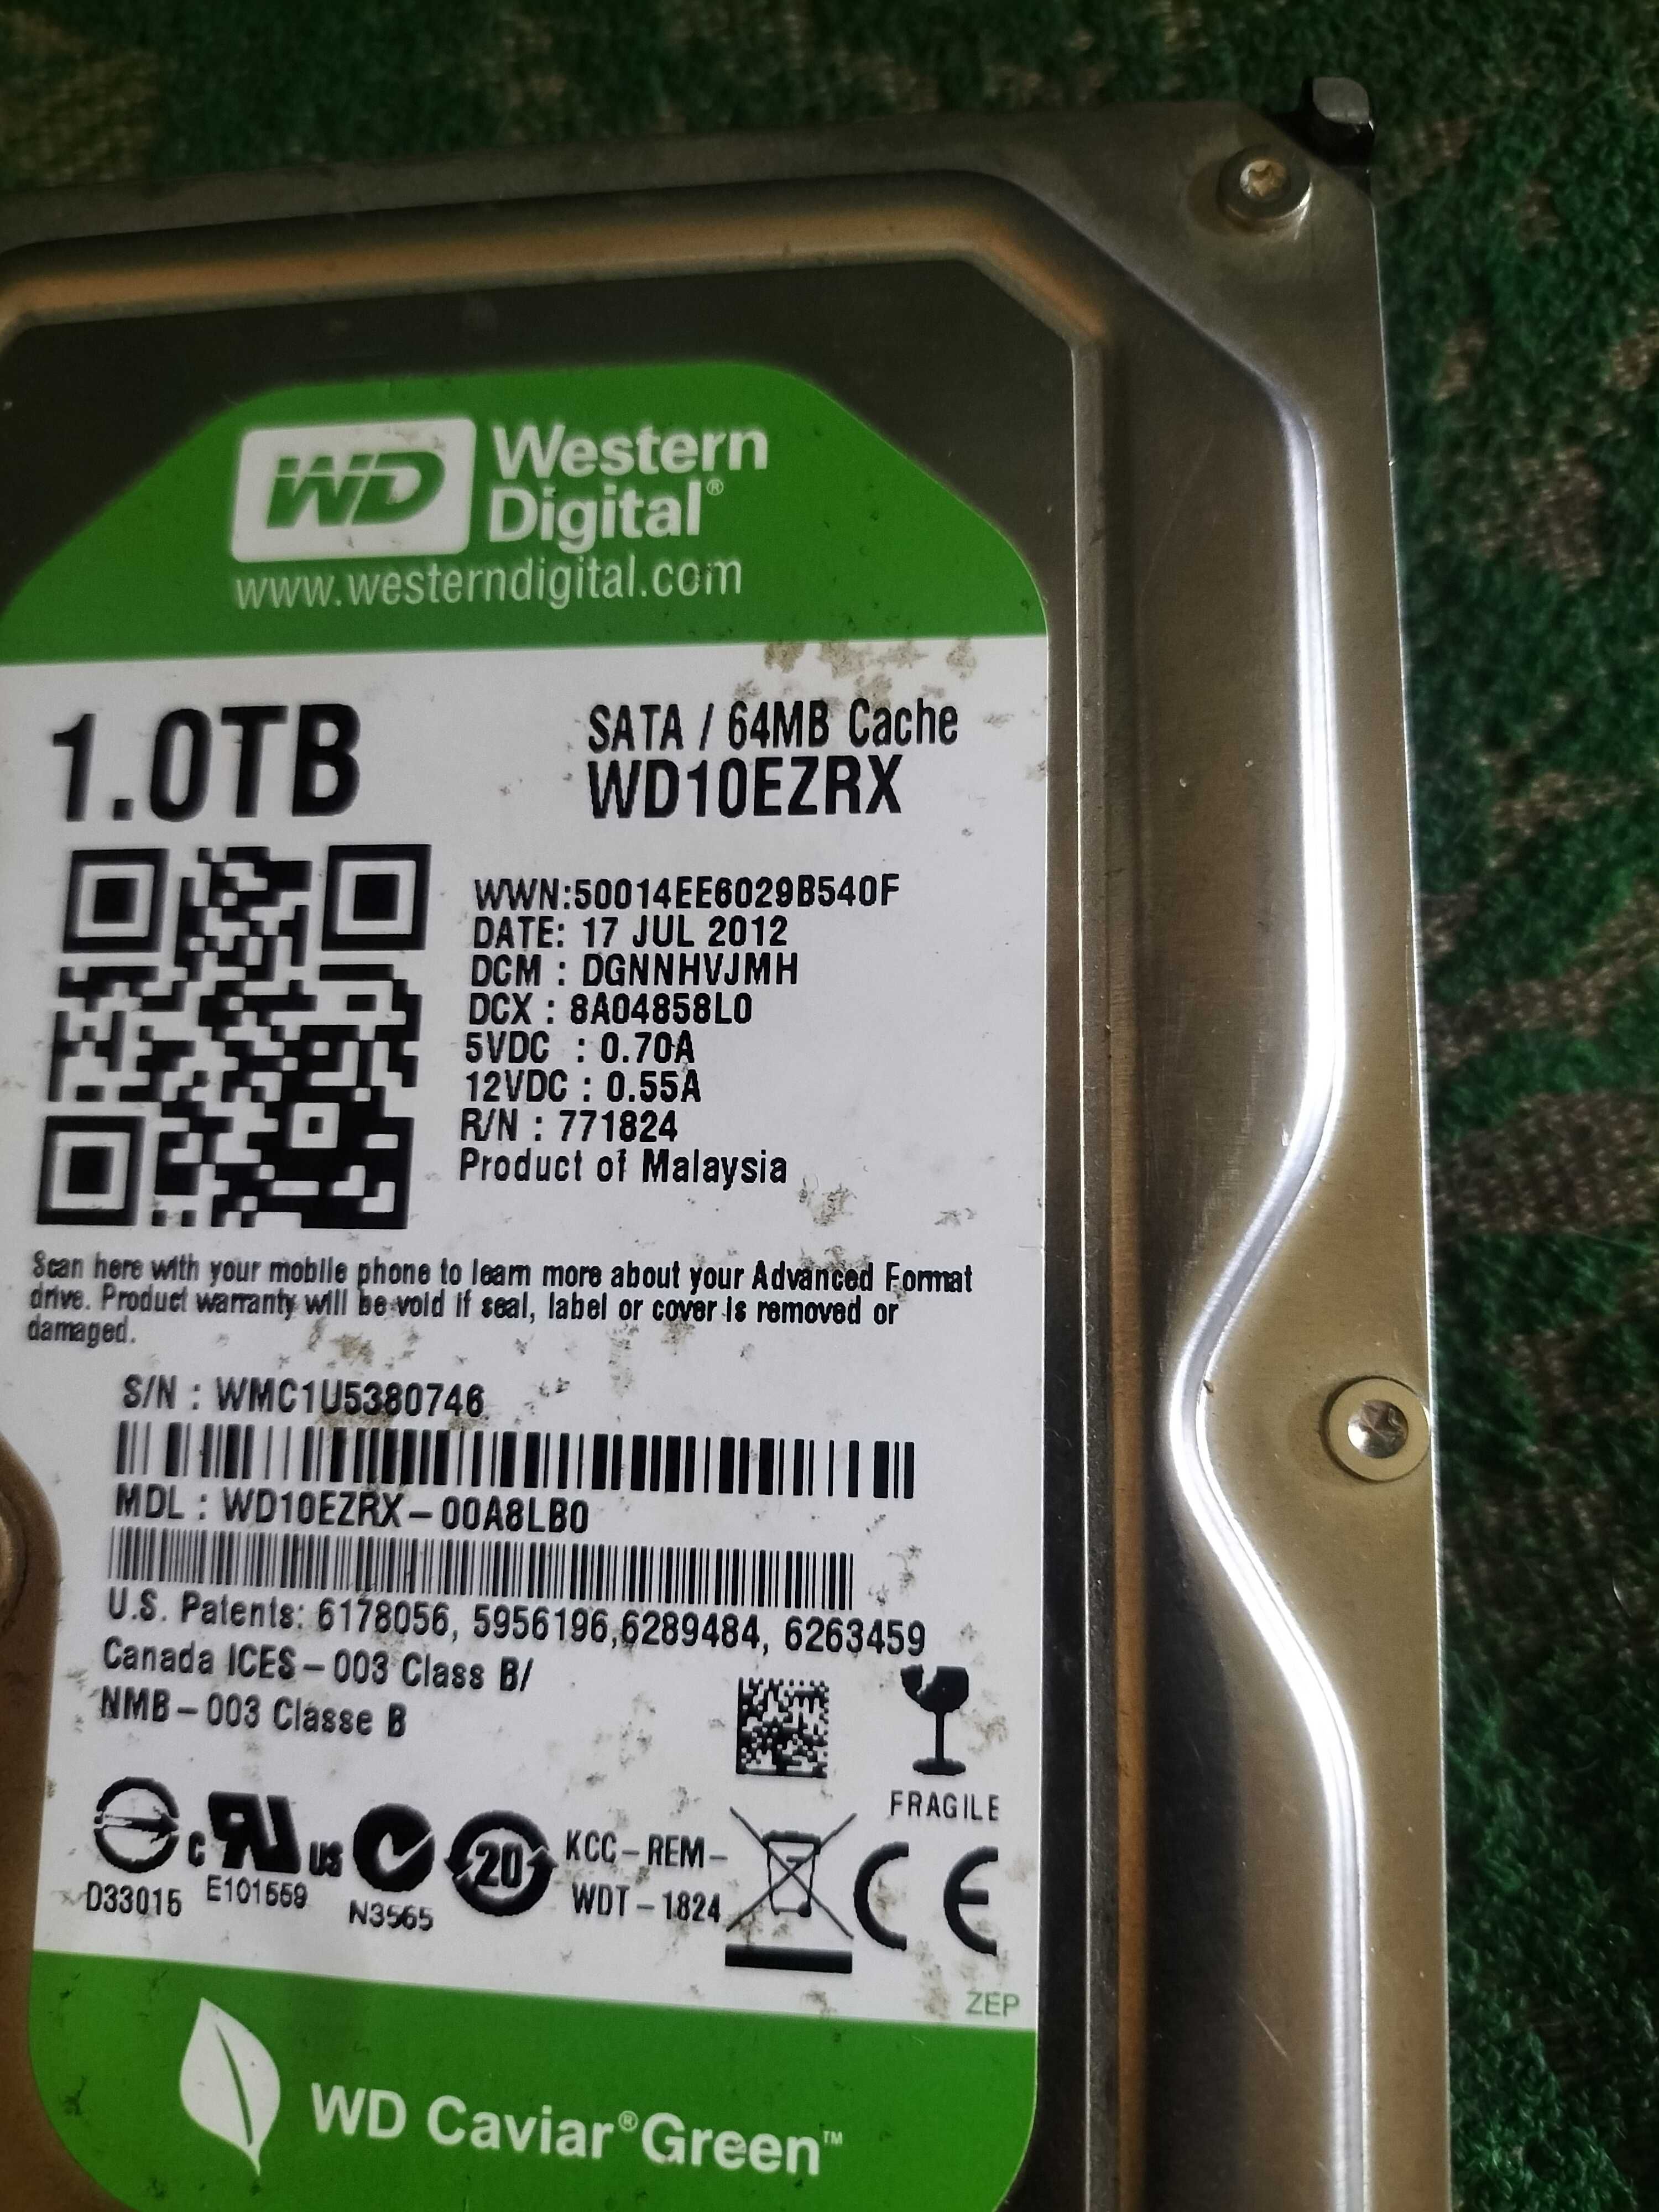 WD Western
Digital®
www.westerndigital.com
1.0TB
SATA / 64MB Cache
WD10EZRX
WWN:50014EE6029B540F
DATE: 17 JUL 2012
DCM : DGNNHVJMH
DCX : 8A04858L0
5VDC : 0.70A
12VDC : 0.55A
R/N : 771824
Product of Malaysia
Scan here with your mobile phone to learn more about your Advanced Format
drive. Product warranty will be void if seal, label or cover is removed or
damaged.
S/N : WMC1U5380746
MDL : WD10EZRX-00A8LB0
U.S. Patents: 6178056, 5956196,6289484, 6263459
Canada ICES-003 Class B/
NMB-003 Classe B
FRAGILE
c RU US
20
KCC-REM-
WDT-1824
CE
D33015
E101559
N3565
ZEP
WD Caviar® Green™